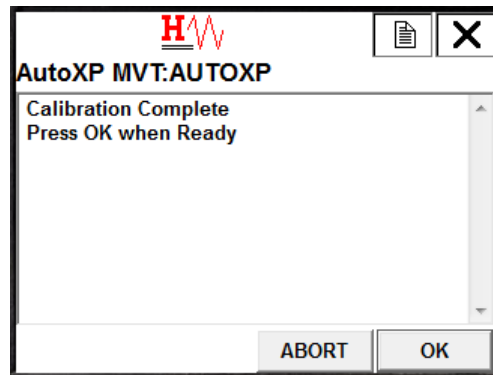 H
AutoXP MVT:AUTOXP
Calibration Complete
Press OK when Ready
ABORT
OK